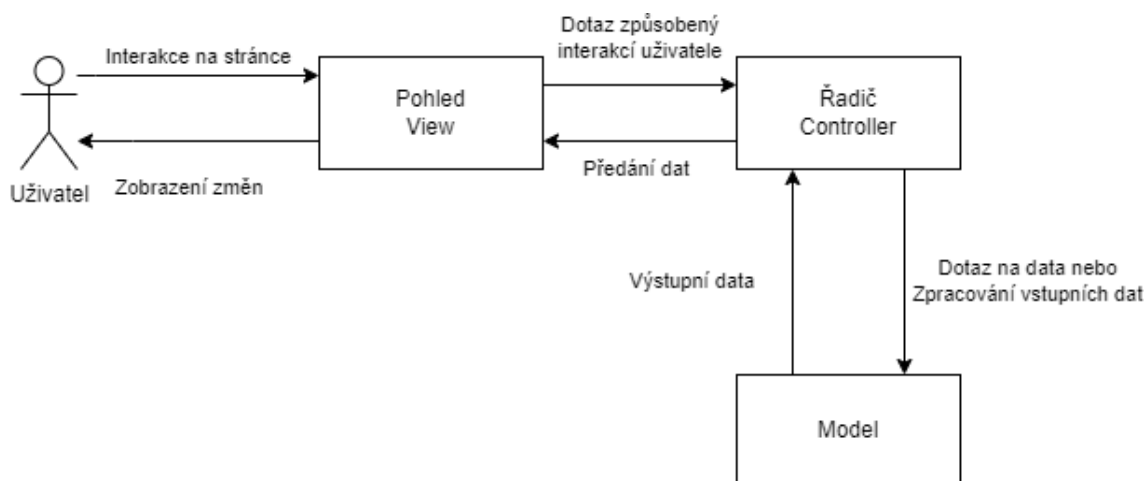 Interakce na stránce
Dotaz způsobený
interakcí uživatele
Pohled
View
Řadič
Controller
Uživatel
Zobrazení změn
Předání dat
Výstupní data
Dotaz na data nebo
Zpracování vstupních dat
Model